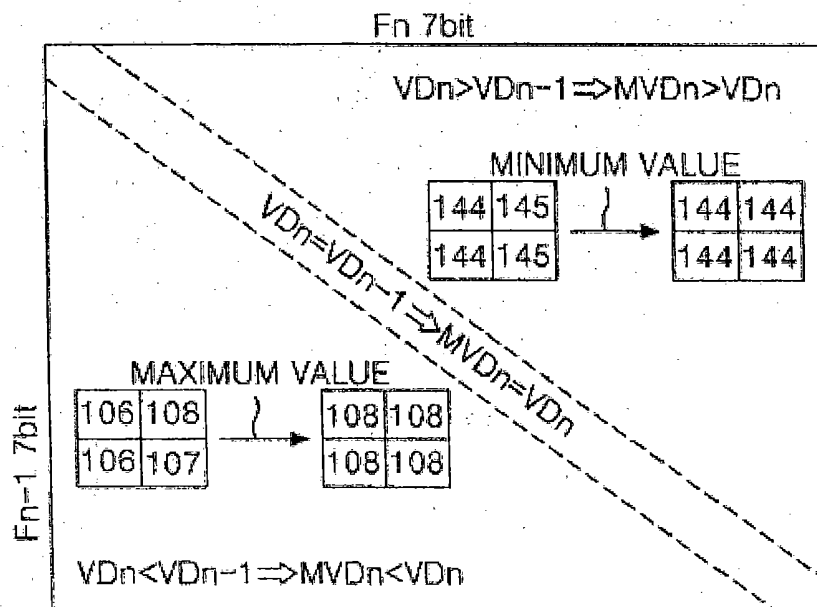 Fn 7bit
VDn>VDn-1⇒MVDn>VDn
MINIMUM VALUE
144 145 144 144
144 145 144 144
VDn=VDn-1⇒MVDn=VDn
MAXIMUM VALUE
106 108 108 108
106 107 108 108
Fn-1 7bit
VDn<VDn-1⇒MVDn<VDn